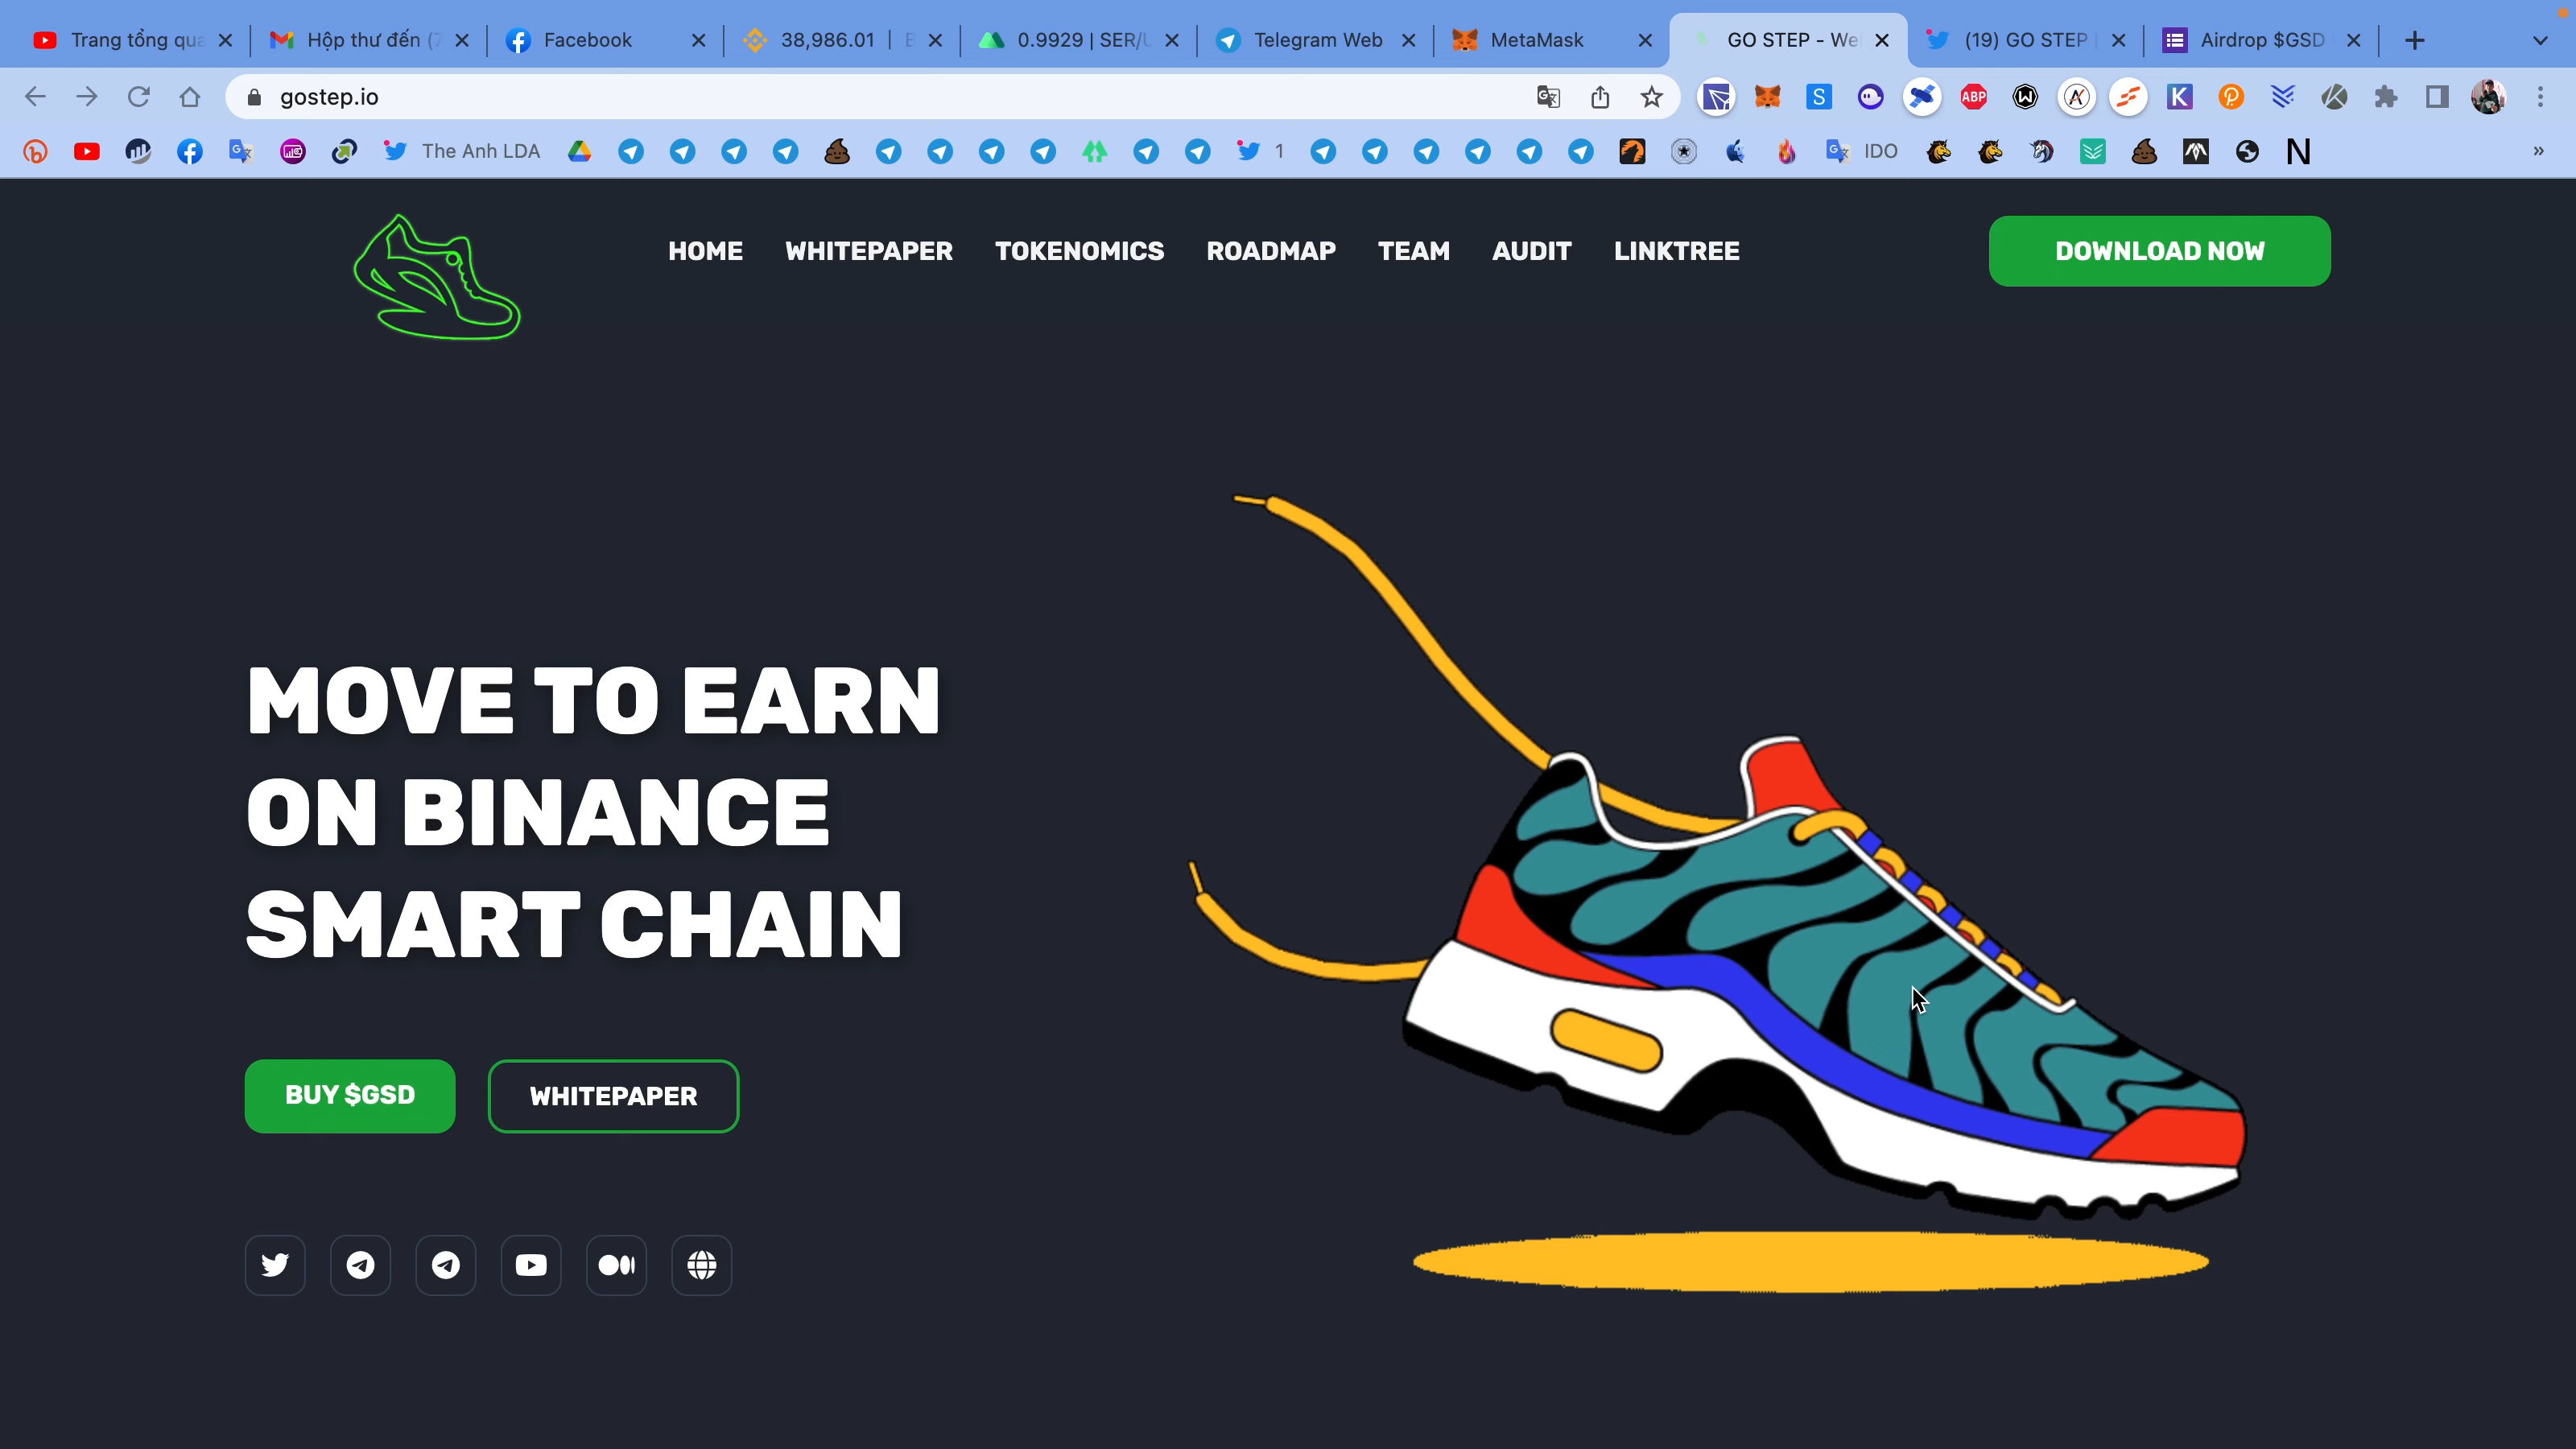 Trang tổng qua
Hộp thư đến (7
Facebook
38,986.01 |
0.9929 | SER/U
Telegram Web
MetaMask
GO STEP - We
(19) GO STEP
Airdrop $GSD
gostep.io
S
ABP
K
The Anh LDA
1
IDO
N
HOME
WHITEPAPER
TOKENOMICS
ROADMAP
TEAM
AUDIT
LINKTREE
DOWNLOAD NOW
MOVE TO EARN
ON BINANCE
SMART CHAIN
BUY $GSD
WHITEPAPER